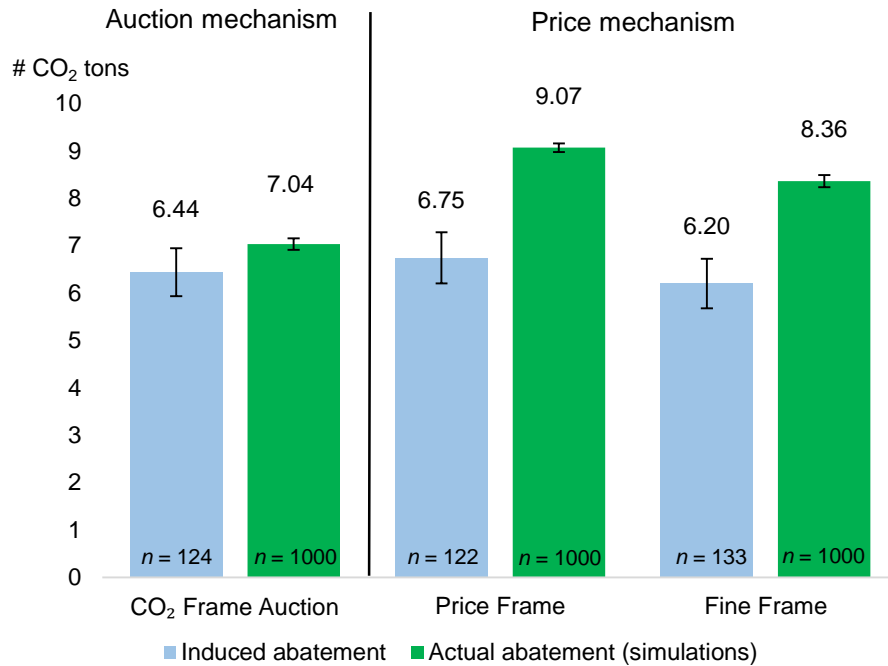 Auction mechanism
Price mechanism
# CO₂ tons
10
9
8
7
6
5
4
3
2
1
0
6.44
7.04
6.75
9.07
6.20
8.36
n = 124
n = 1000
n = 122
n = 1000
n = 133
n = 1000
CO₂ Frame Auction
Price Frame
Fine Frame
Induced abatement
Actual abatement (simulations)